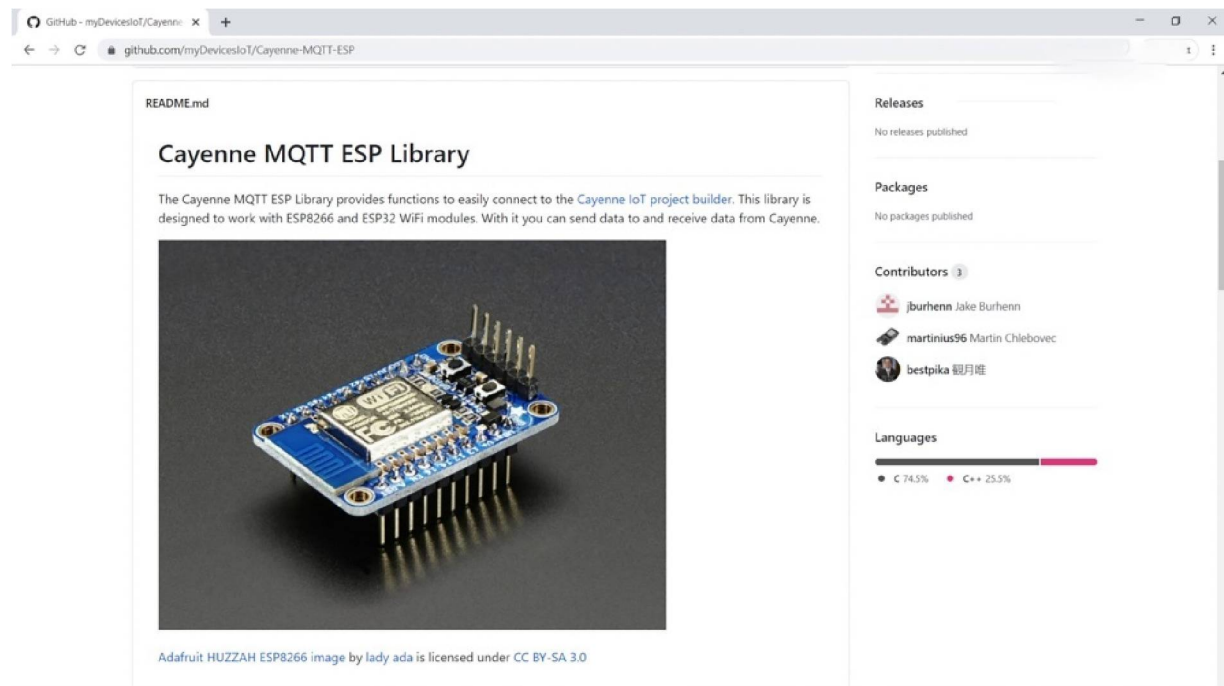 GitHub - myDevicesIoT/Cayenne
github.com/myDevicesIoT/Cayenne-MQTT-ESP
1
README.md
Cayenne MQTT ESP Library
The Cayenne MQTT ESP Library provides functions to easily connect to the Cayenne IoT project builder. This library is
designed to work with ESP8266 and ESP32 WiFi modules. With it you can send data to and receive data from Cayenne.
WiFi
FC
Adafruit HUZZAH ESP8266 image by lady ada is licensed under CC BY-SA 3.0
Releases
No releases published
Packages
No packages published
Contributors 3
jburhenn Jake Burhenn
martinius96 Martin Chlebovec
bestpika 観月唯
Languages
C 74.5% C++ 25.5%